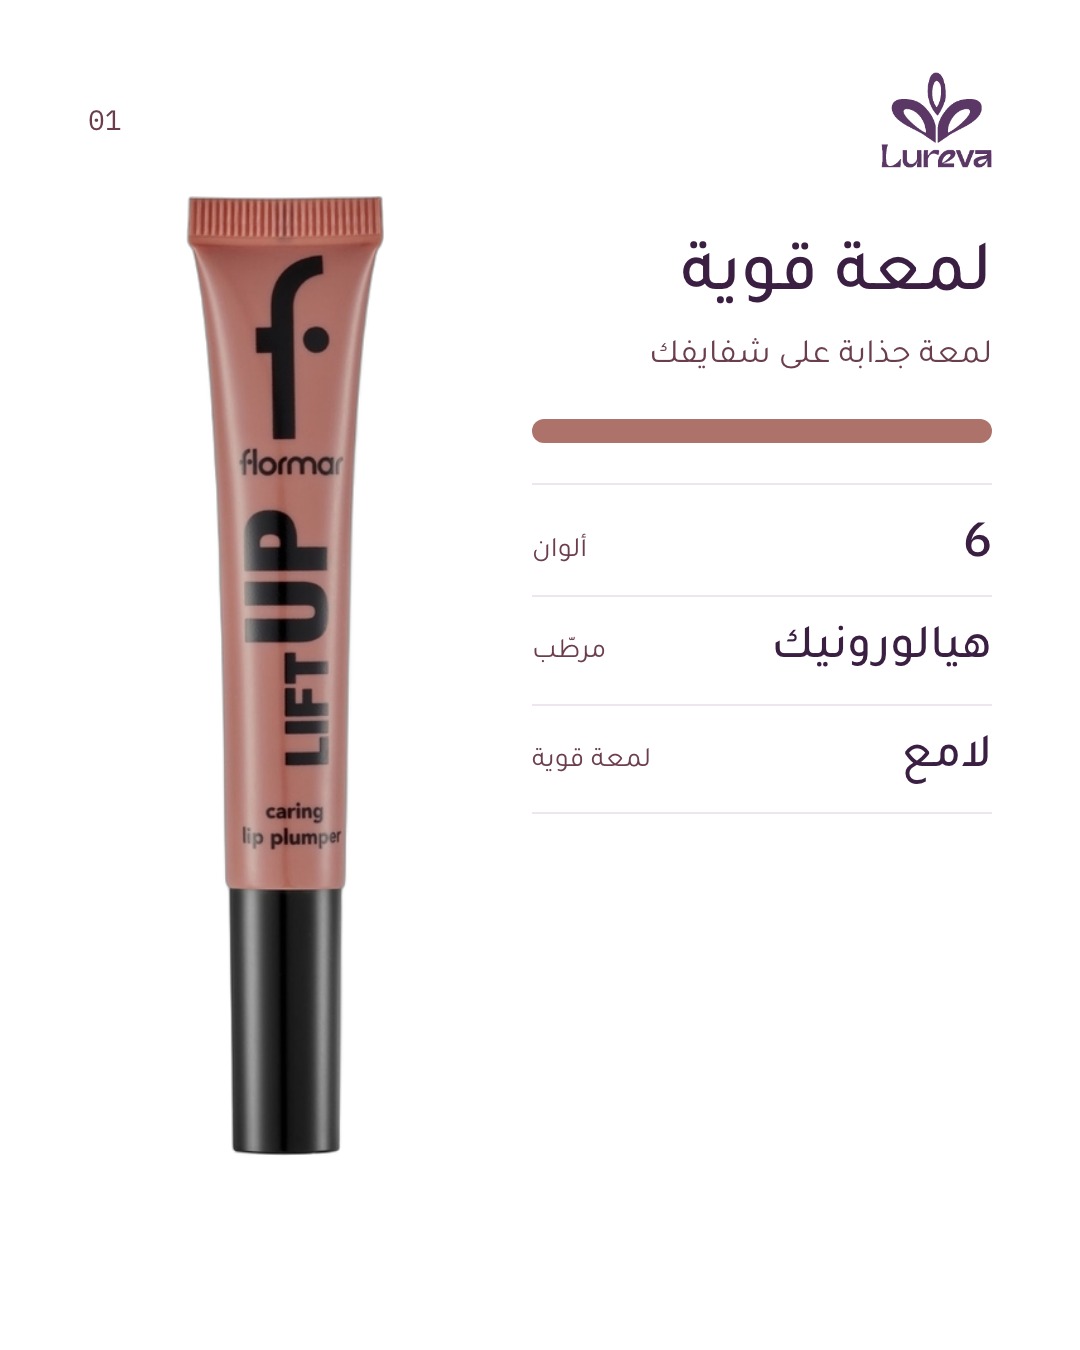 01
Lureva
لمعة قوية
لمعة جذابة على شفايفك
6 ألوان
هيالورونيك مرطّب
لامع لمعة قوية
f
flormar
LIFT UP
caring
lip plumper